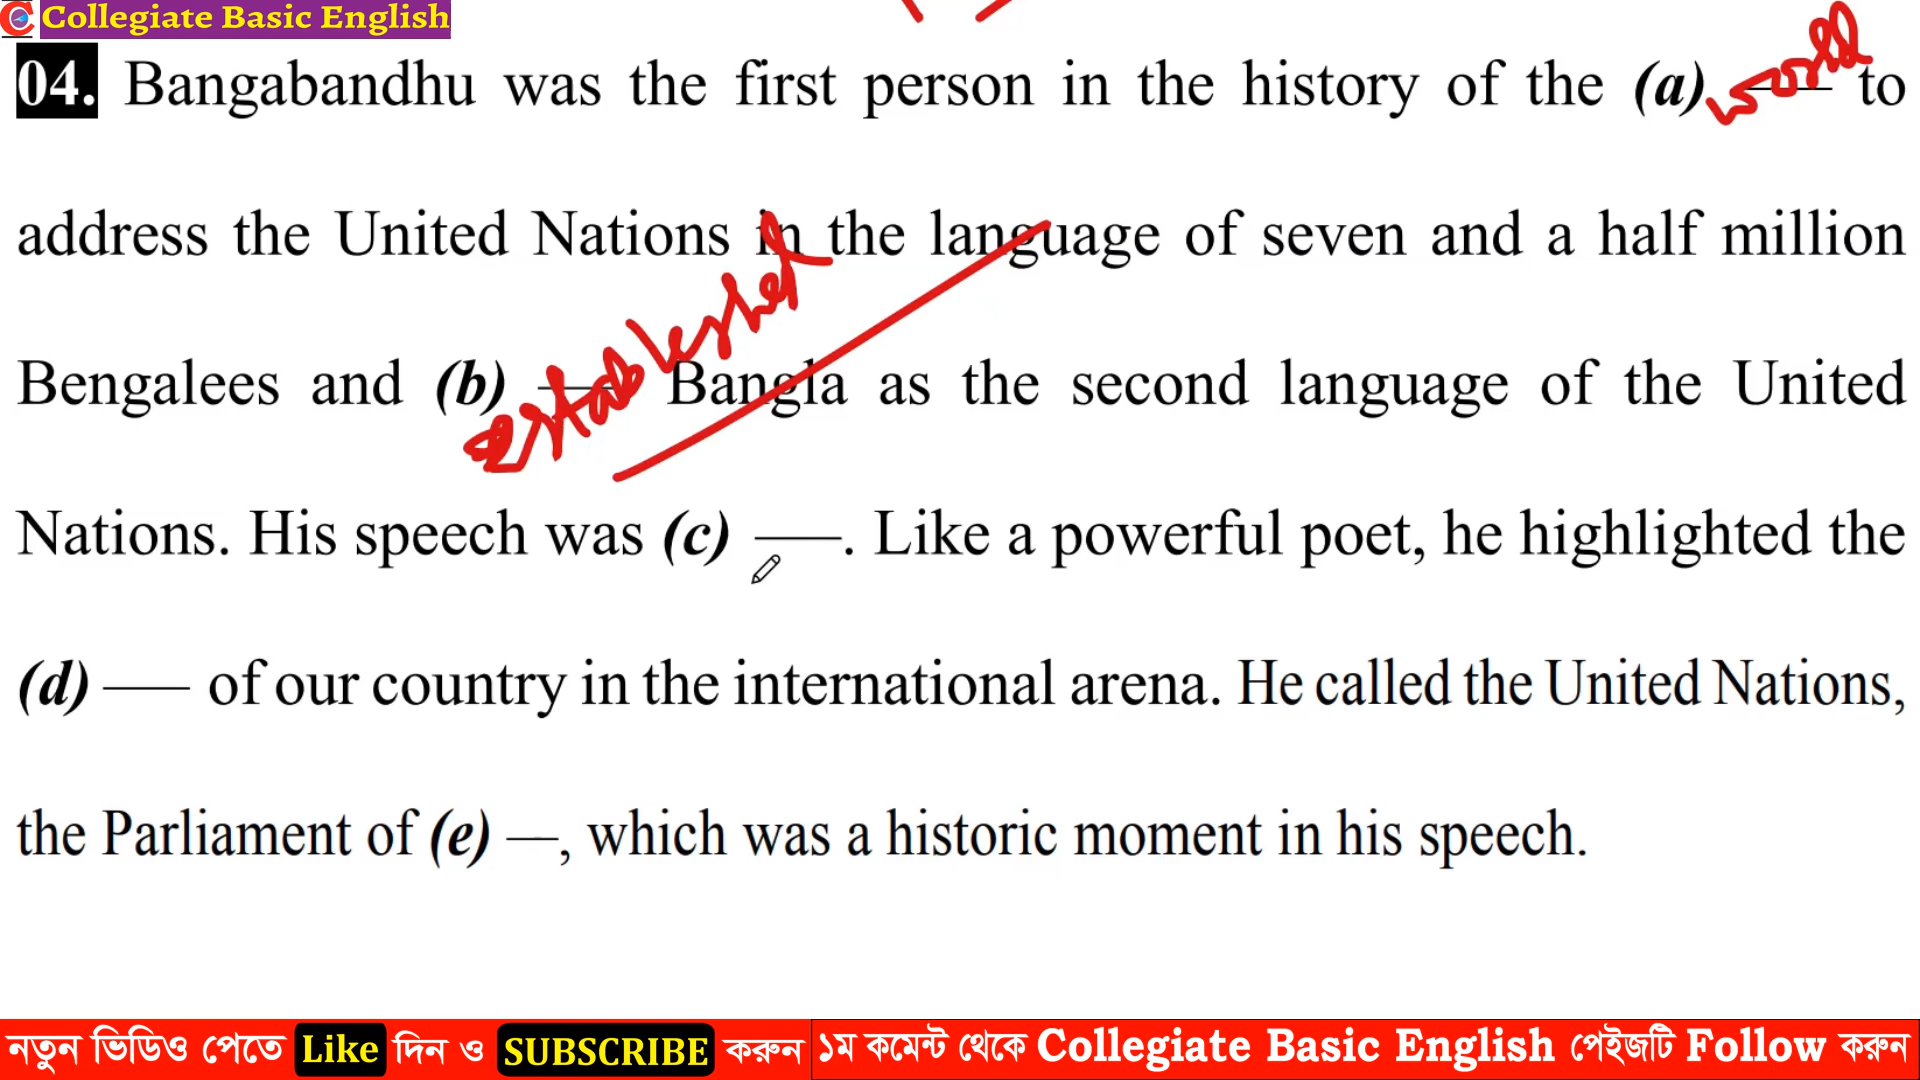 Collegiate Basic English
04. Bangabandhu was the first person in the history of the (a) world to
address the United Nations in the language of seven and a half million
established
Bengalees and (b) — Bangla as the second language of the United
Nations. His speech was (c) —. Like a powerful poet, he highlighted the
(d) — of our country in the international arena. He called the United Nations,
the Parliament of (e) —, which was a historic moment in his speech.
নতুন ভিডিও পেতে Like দিন ও SUBSCRIBE করুন ১ম কমেন্ট থেকে Collegiate Basic English পেইজটি Follow করুন